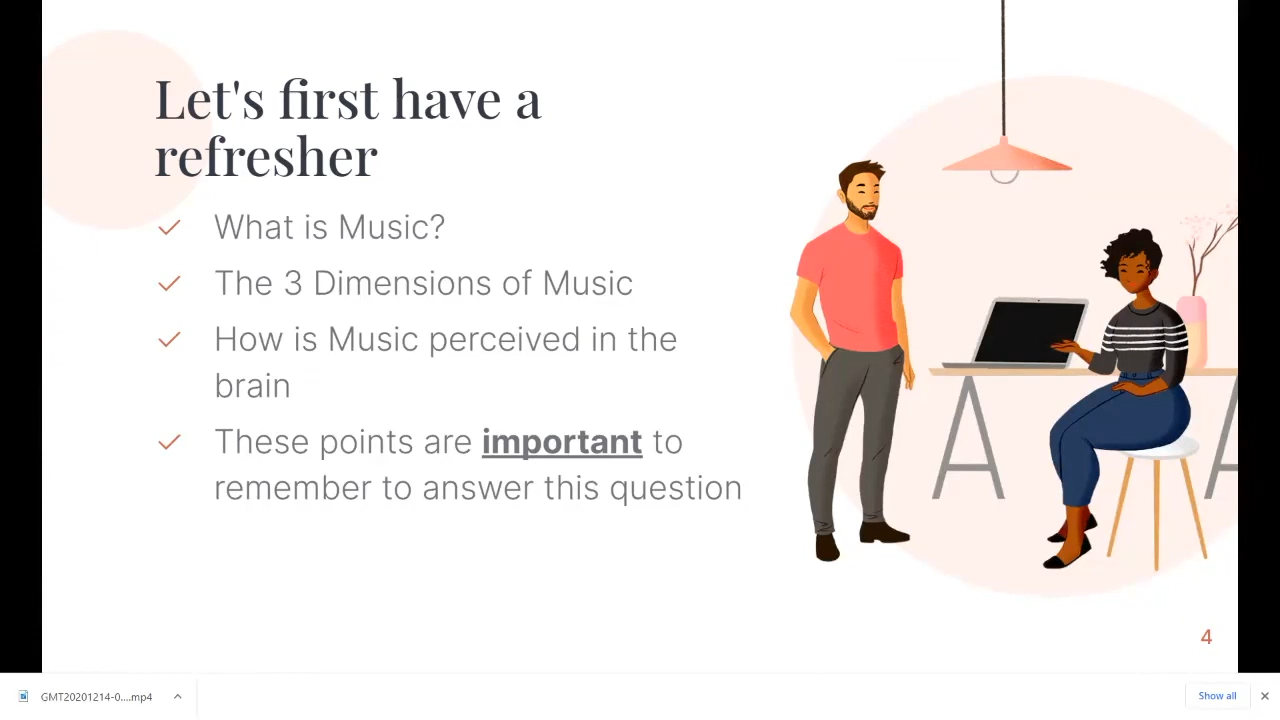 Let's first have a
refresher
What is Music?
The 3 Dimensions of Music
How is Music perceived in the
brain
These points are important to
remember to answer this question
4
GMT20201214-0....mp4
Show all